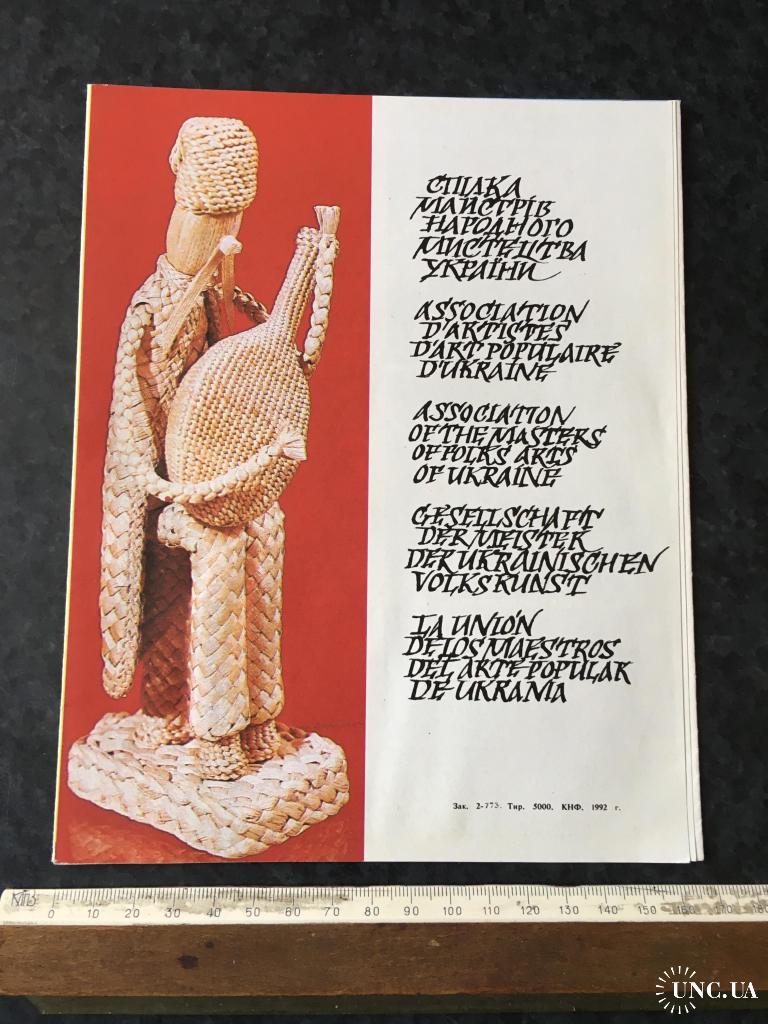 СПІЛКА
МАЙСТРІВ
НАРОДНОГО
МИСТЕЦТВА
УКРАЇНИ
ASSOCIATION
D'ARTISTES
D'ART POPULAIRE
D'UKRAINE
ASSOCIATION
OF THE MASTERS
OF FOLKS ARTS
OF UKRAINE
GESELLSCHAFT
DER MEISTER
DER UKRAINISCHEN
VOLKSKUNST
LA UNIÓN
DE LOS MAESTROS
DEL ARTE POPULAR
DE UKRANIA
Зак. 2-773. Тир. 5000. КНФ. 1992 г.
0 10 20 30 40 50 60 70 80 90 100 110 120 130 140 150 160 170 180
UNC.UA